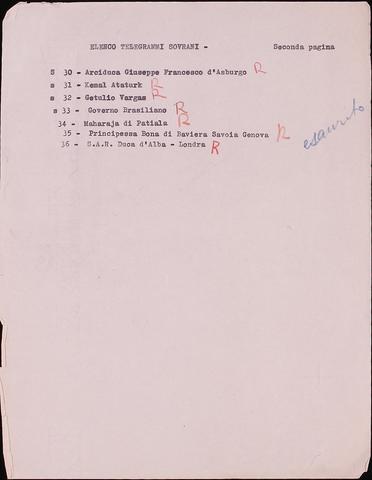 ELENCO TELEGRAMMI SOVRANI - Seconda pagina
S 30 - Arciduca Giuseppe Francesco d'Asburgo R
s 31 - Kemal Ataturk R
s 32 - Getulio Vargas R
s 33 - Governo Brasiliano R
34 - Maharaja di Patiala R
35 - Principessa Bona di Baviera Savoia Genova R
36 - S.A.R. Duca d'Alba - Londra R
esaurito